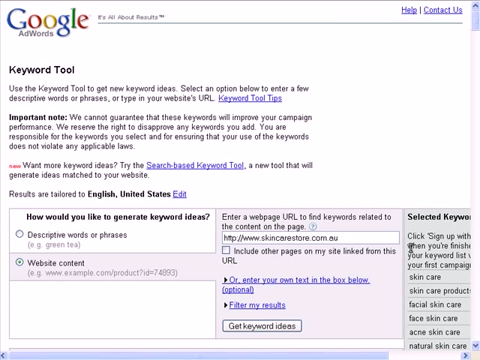 Help | Contact Us
Google
AdWords
It's All About Results™
Keyword Tool
Use the Keyword Tool to get new keyword ideas. Select an option below to enter a few
descriptive words or phrases, or type in your website's URL. Keyword Tool Tips
Important note: We cannot guarantee that these keywords will improve your campaign
performance. We reserve the right to disapprove any keywords you add. You are
responsible for the keywords you select and for ensuring that your use of the keywords
does not violate any applicable laws.
new Want more keyword ideas? Try the Search-based Keyword Tool, a new tool that will
generate ideas matched to your website.
Results are tailored to English, United States Edit
How would you like to generate keyword ideas?
Descriptive words or phrases
(e.g. green tea)
Website content
(e.g. www.example.com/product?id=74893)
Enter a webpage URL to find keywords related to
the content on the page. ?
http://www.skincarestore.com.au
Include other pages on my site linked from this
URL
Or, enter your own text in the box below.
(optional)
Filter my results
Get keyword ideas
Selected Keywor
Click 'Sign up with
when you're finishe
your keyword list v
your first campaign
skin care
skin care products
facial skin care
face skin care
acne skin care
natural skin care